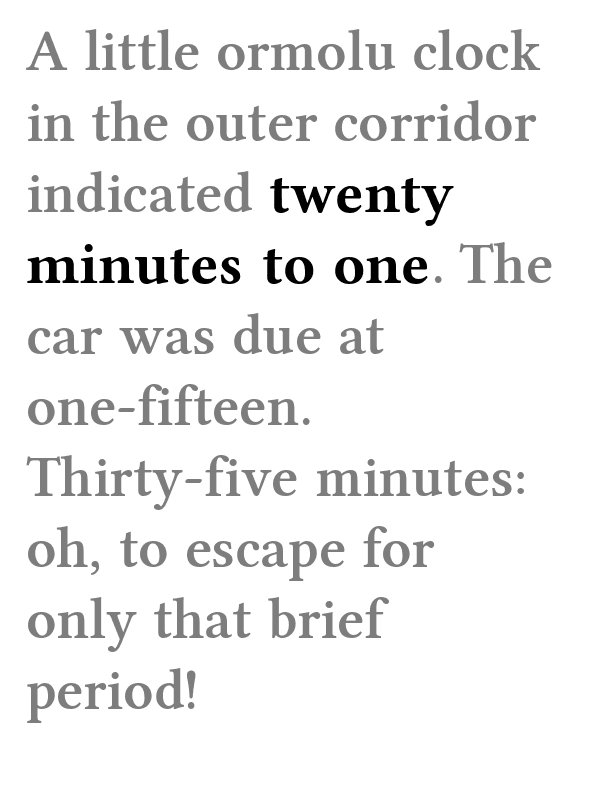 A little ormolu clock
in the outer corridor
indicated twenty
minutes to one. The
car was due at
one-fifteen.
Thirty-five minutes:
oh, to escape for
only that brief
period!